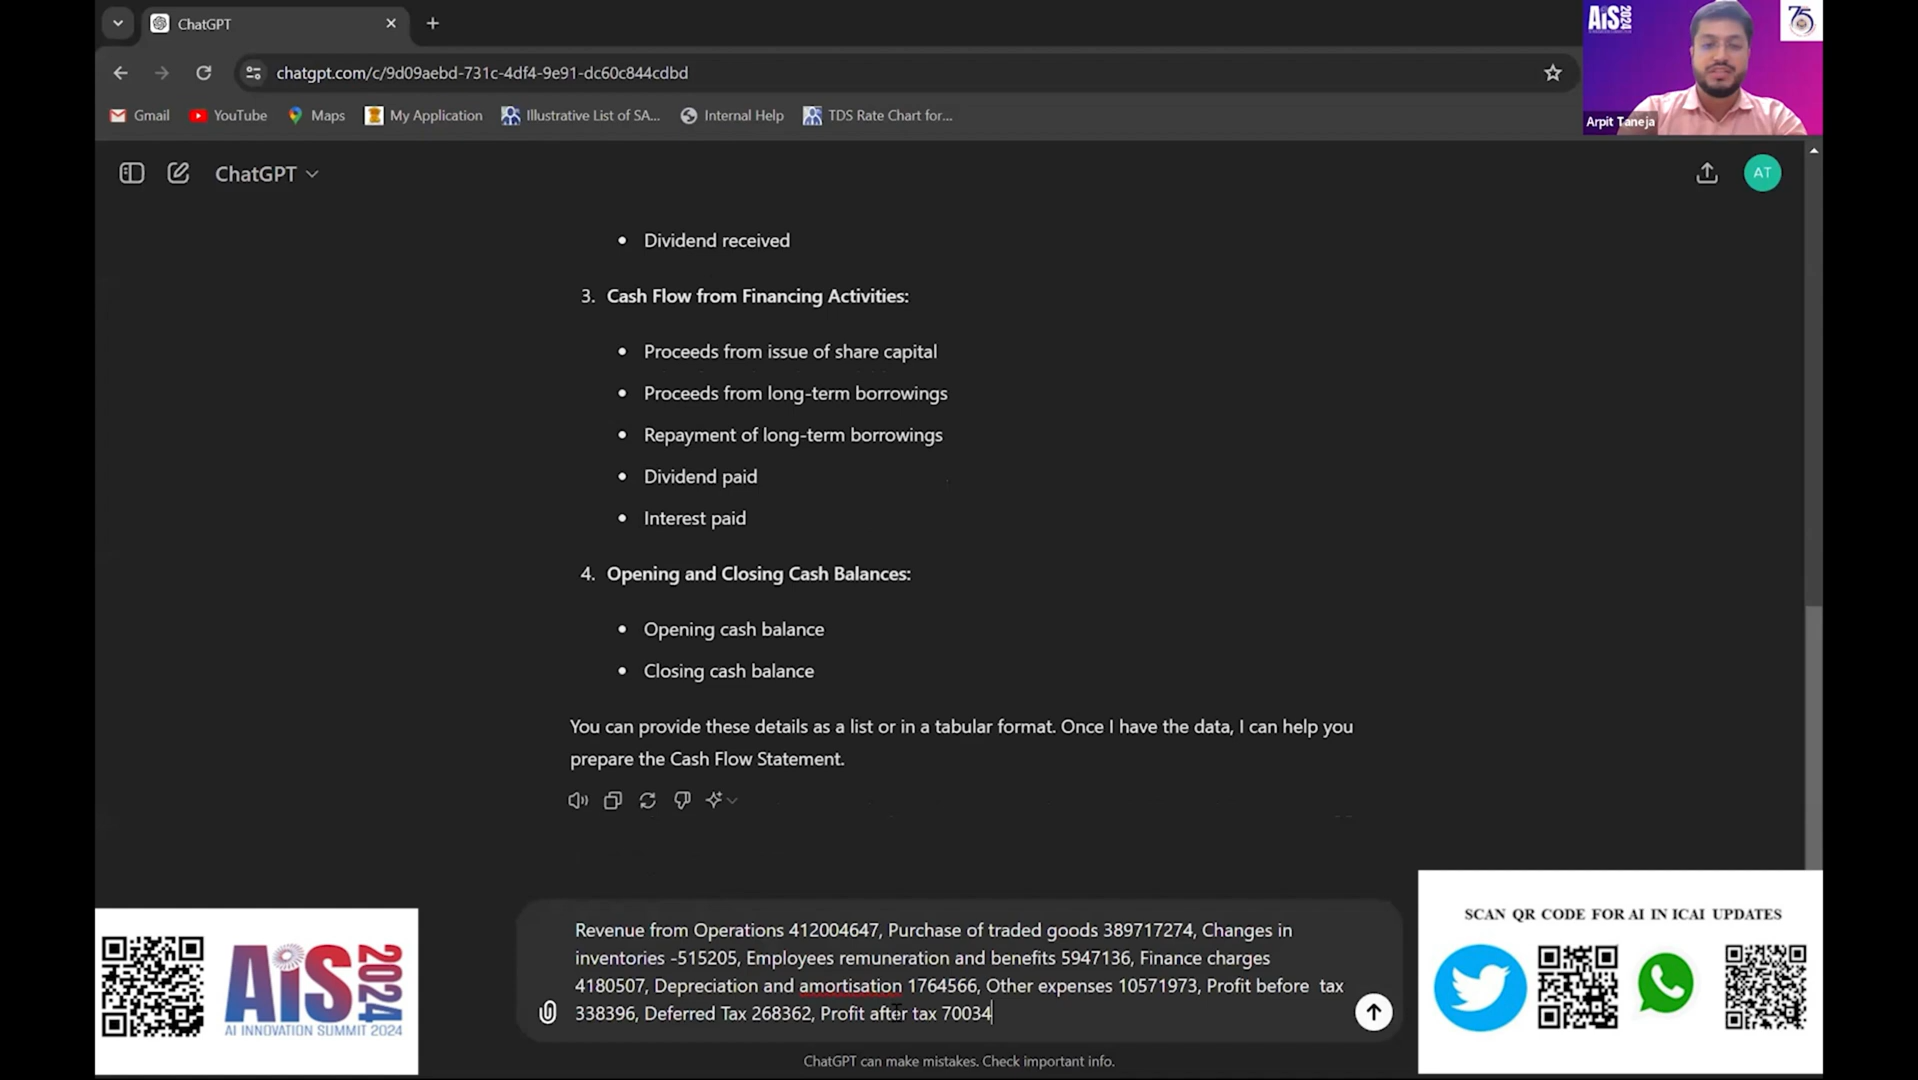 ChatGPT
chatgpt.com/c/9d09aebd-731c-4df4-9e91-dc60c844cdbd
Gmail
YouTube
Maps
My Application
Illustrative List of SA...
Internal Help
TDS Rate Chart for...
AiS 2024
75
Arpit Taneja
ChatGPT
AT
• Dividend received
3. Cash Flow from Financing Activities:
• Proceeds from issue of share capital
• Proceeds from long-term borrowings
• Repayment of long-term borrowings
• Dividend paid
• Interest paid
4. Opening and Closing Cash Balances:
• Opening cash balance
• Closing cash balance
You can provide these details as a list or in a tabular format. Once I have the data, I can help you
prepare the Cash Flow Statement.
Revenue from Operations 412004647, Purchase of traded goods 389717274, Changes in
inventories -515205, Employees remuneration and benefits 5947136, Finance charges
4180507, Depreciation and amortisation 1764566, Other expenses 10571973, Profit before  tax
338396, Deferred Tax 268362, Profit after tax 70034
ChatGPT can make mistakes. Check important info.
AiS 2024
AI INNOVATION SUMMIT 2024
SCAN QR CODE FOR AI IN ICAI UPDATES